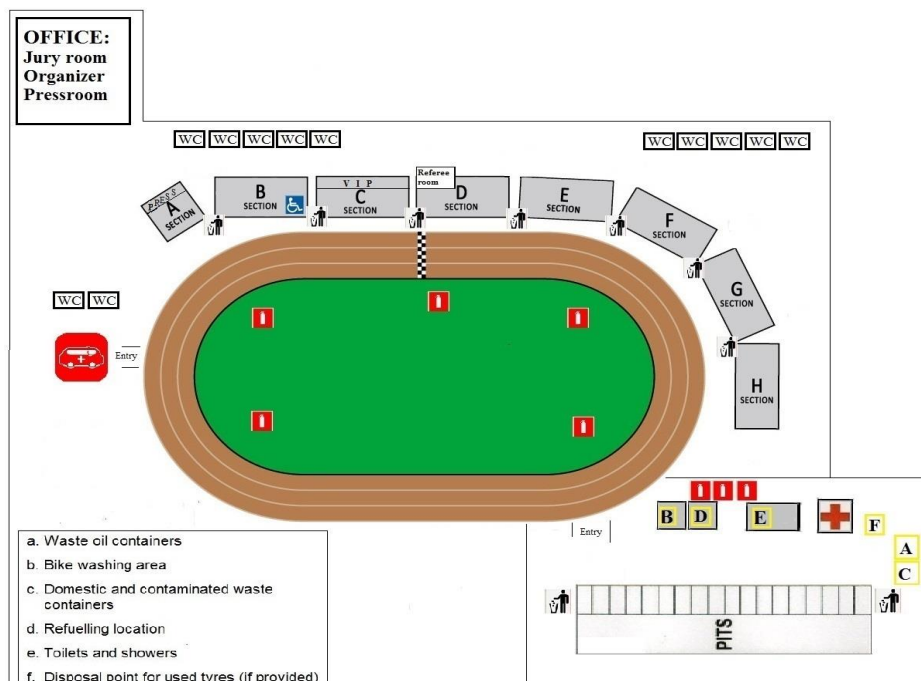 OFFICE:
Jury room
Organizer
Pressroom
WC WC WC WC WC
WC WC WC WC WC
PRESS
A
SECTION
B
SECTION
V I P
C
SECTION
Referee
room
D
SECTION
E
SECTION
F
SECTION
G
SECTION
H
SECTION
WC WC
Entry
Entry
B D E F
A
C
PITS
a. Waste oil containers
b. Bike washing area
c. Domestic and contaminated waste
containers
d. Refuelling location
e. Toilets and showers
f. Disposal point for used tyres (if provided)